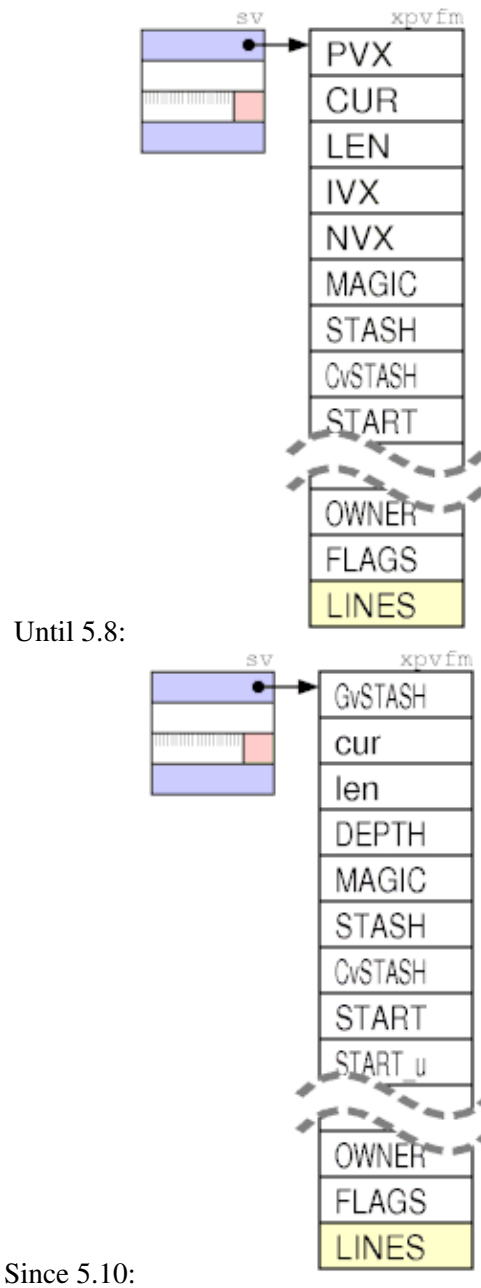 sv xpvfm
PVX
CUR
LEN
IVX
NVX
MAGIC
STASH
CvSTASH
START
OWNER
FLAGS
LINES
Until 5.8:
sv xpvfm
GvSTASH
cur
len
DEPTH
MAGIC
STASH
CvSTASH
START
START_u
OWNER
FLAGS
LINES
Since 5.10: